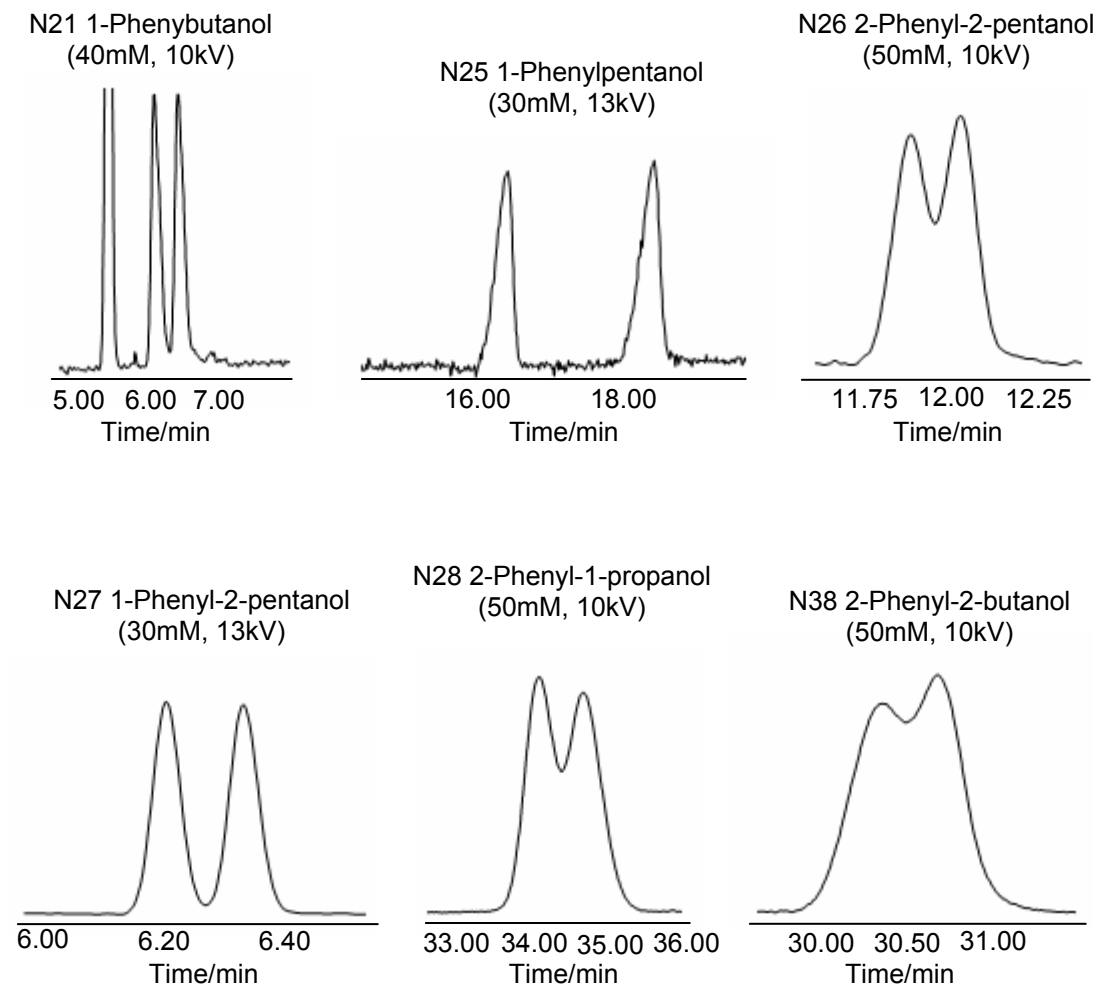 N21 1-Phenybutanol
(40mM, 10kV)
5.00 6.00 7.00
Time/min
N25 1-Phenylpentanol
(30mM, 13kV)
16.00 18.00
Time/min
N26 2-Phenyl-2-pentanol
(50mM, 10kV)
11.75 12.00 12.25
Time/min
N27 1-Phenyl-2-pentanol
(30mM, 13kV)
6.00 6.20 6.40
Time/min
N28 2-Phenyl-1-propanol
(50mM, 10kV)
33.00 34.00 35.00 36.00
Time/min
N38 2-Phenyl-2-butanol
(50mM, 10kV)
30.00 30.50 31.00
Time/min